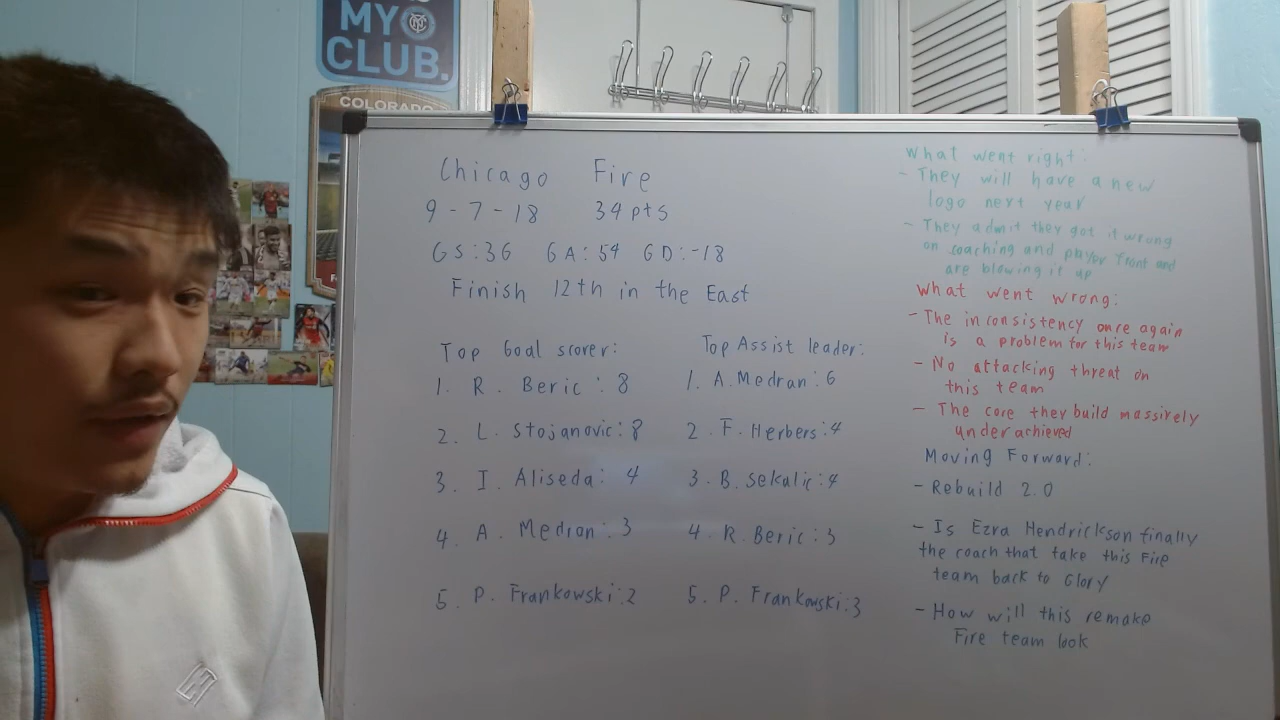 MY
CLUB.
COLORADO
Chicago Fire
9-7-18 34pts
GS:36 GA:54 GD:-18
Finish 12th in the East
Top Goal scorer:
1. R. Beric: 8
2. L. Stojanovic:8
3. I. Aliseda: 4
4. A. Medran: 3
5. P. Frankowski:2
Top Assist leader:
1. A.Medran: 6
2. F. Herbers:4
3. B. Sekulic:4
4. R. Beric:3
5. P. Frankowski:3
What went right:
- They will have a new
logo next year
- They admit they got it wrong
on coaching and player front and
are blowing it up
What went wrong:
- The inconsistency once again
is a problem for this team
- No attacking threat on
this team
- The core they build massively
underachieved
Moving Forward:
- Rebuild 2.0
- Is Ezra Hendrickson finally
the coach that take this Fire
team back to Glory
- How will this remake
Fire team look